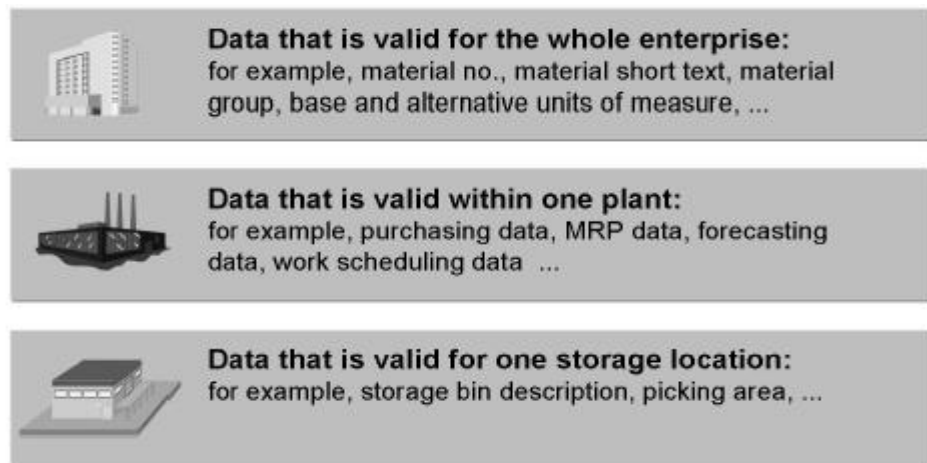 Data that is valid for the whole enterprise:
for example, material no., material short text, material
group, base and alternative units of measure, ...
Data that is valid within one plant:
for example, purchasing data, MRP data, forecasting
data, work scheduling data ...
Data that is valid for one storage location:
for example, storage bin description, picking area, ...